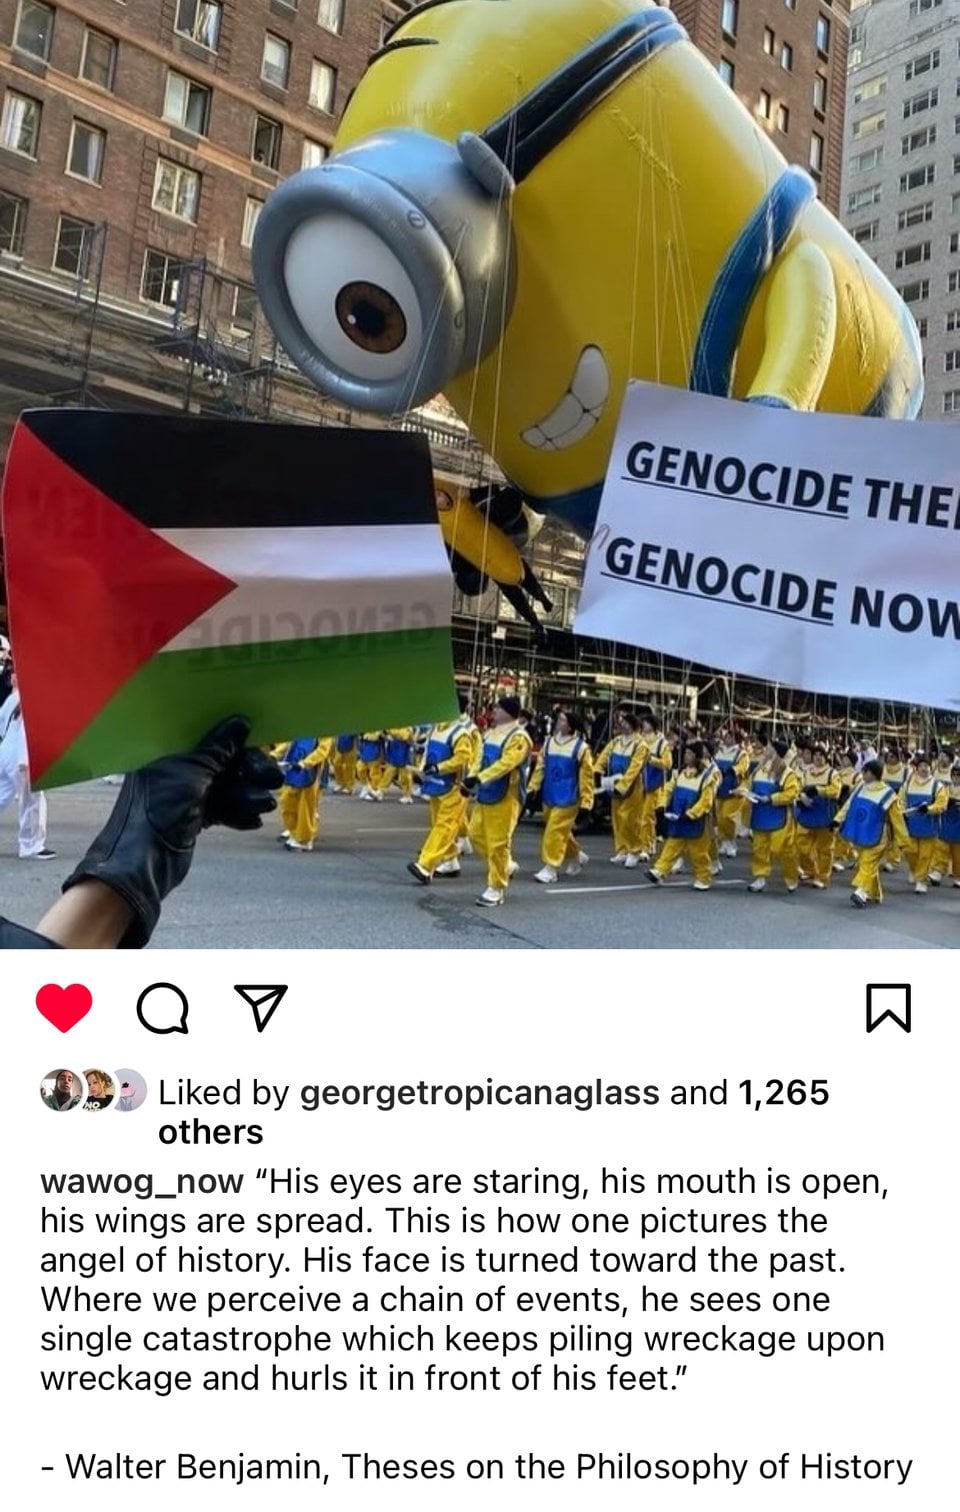 GENOCIDE THE
GENOCIDE NOW
GENOCIDE
Liked by georgetropicanaglass and 1,265
others
wawog_now “His eyes are staring, his mouth is open,
his wings are spread. This is how one pictures the
angel of history. His face is turned toward the past.
Where we perceive a chain of events, he sees one
single catastrophe which keeps piling wreckage upon
wreckage and hurls it in front of his feet.”
- Walter Benjamin, Theses on the Philosophy of History